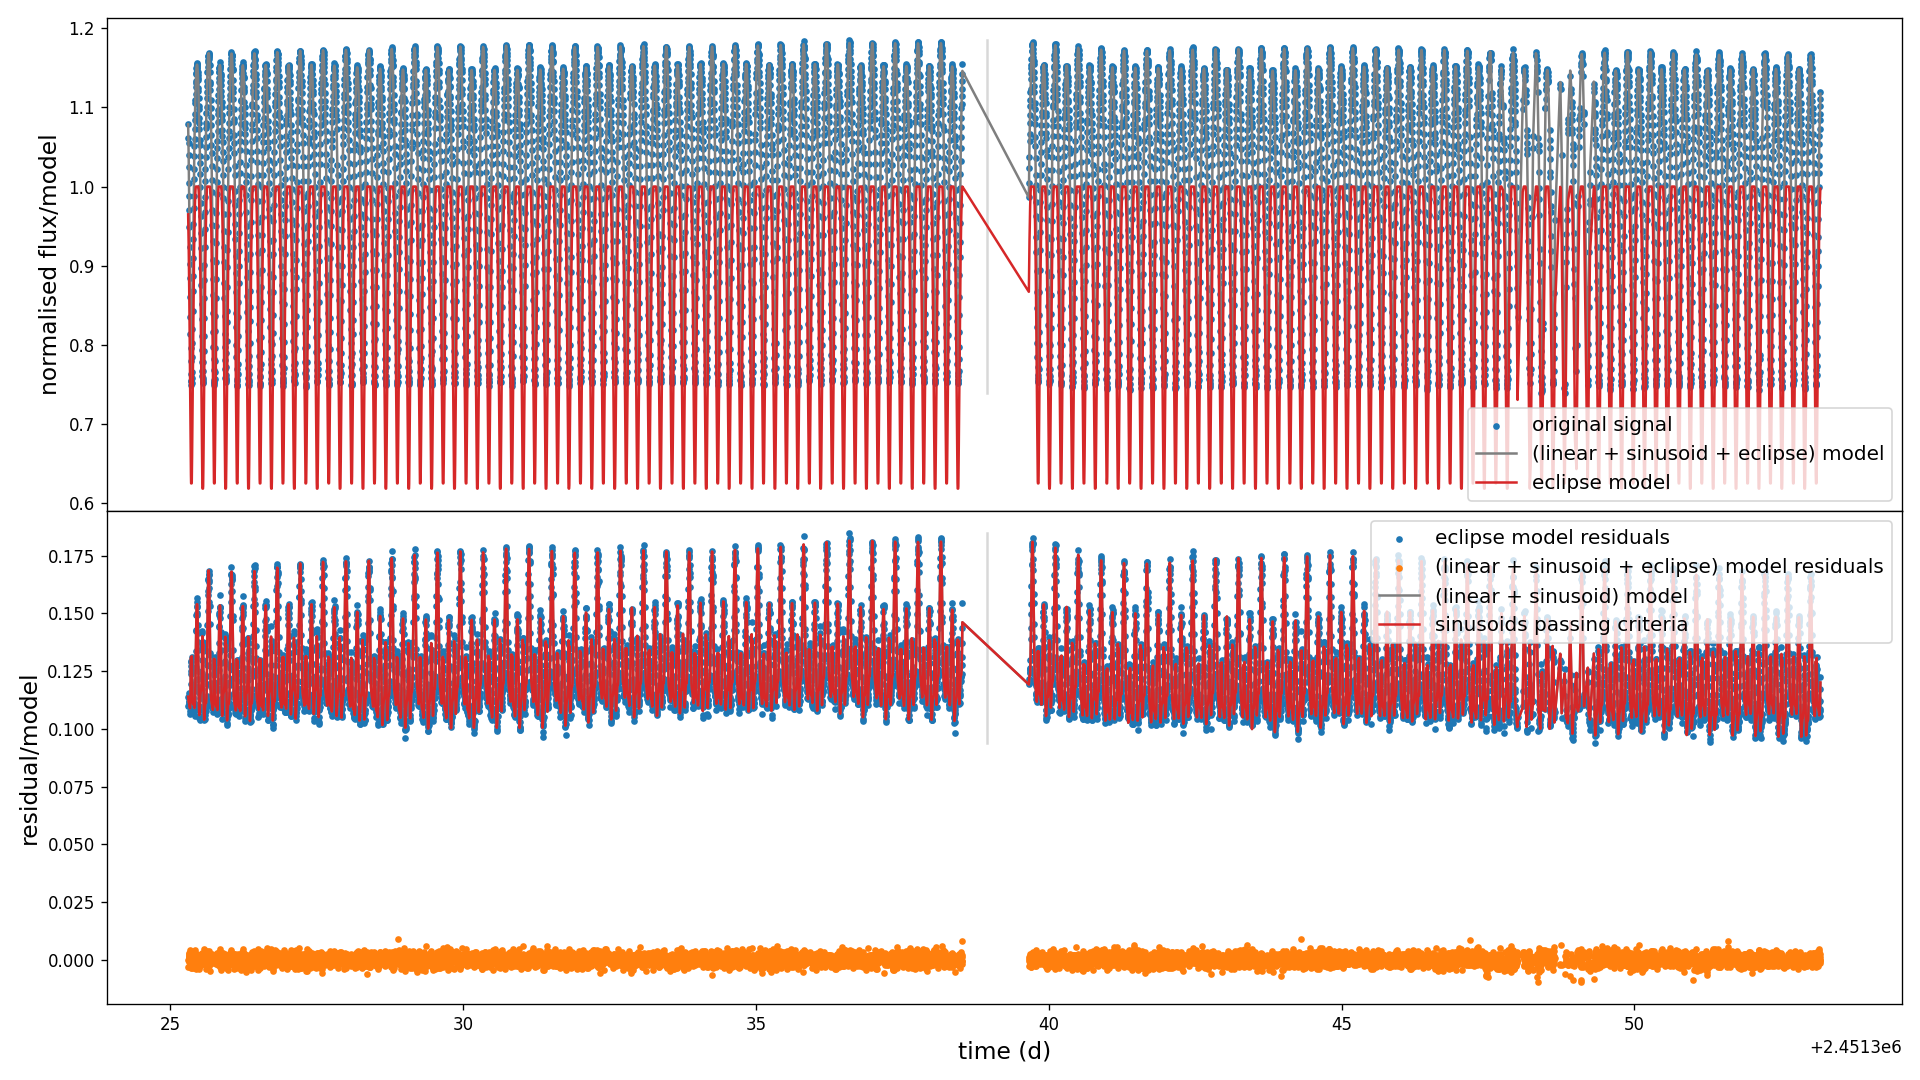 1.2
1.1
1.0
0.9
0.8
0.7
0.6
normalised flux/model
original signal
(linear + sinusoid + eclipse) model
eclipse model
0.175
0.150
0.125
0.100
0.075
0.050
0.025
0.000
residual/model
eclipse model residuals
(linear + sinusoid + eclipse) model residuals
(linear + sinusoid) model
sinusoids passing criteria
25 30 35 40 45 50
time (d)
+2.4513e6